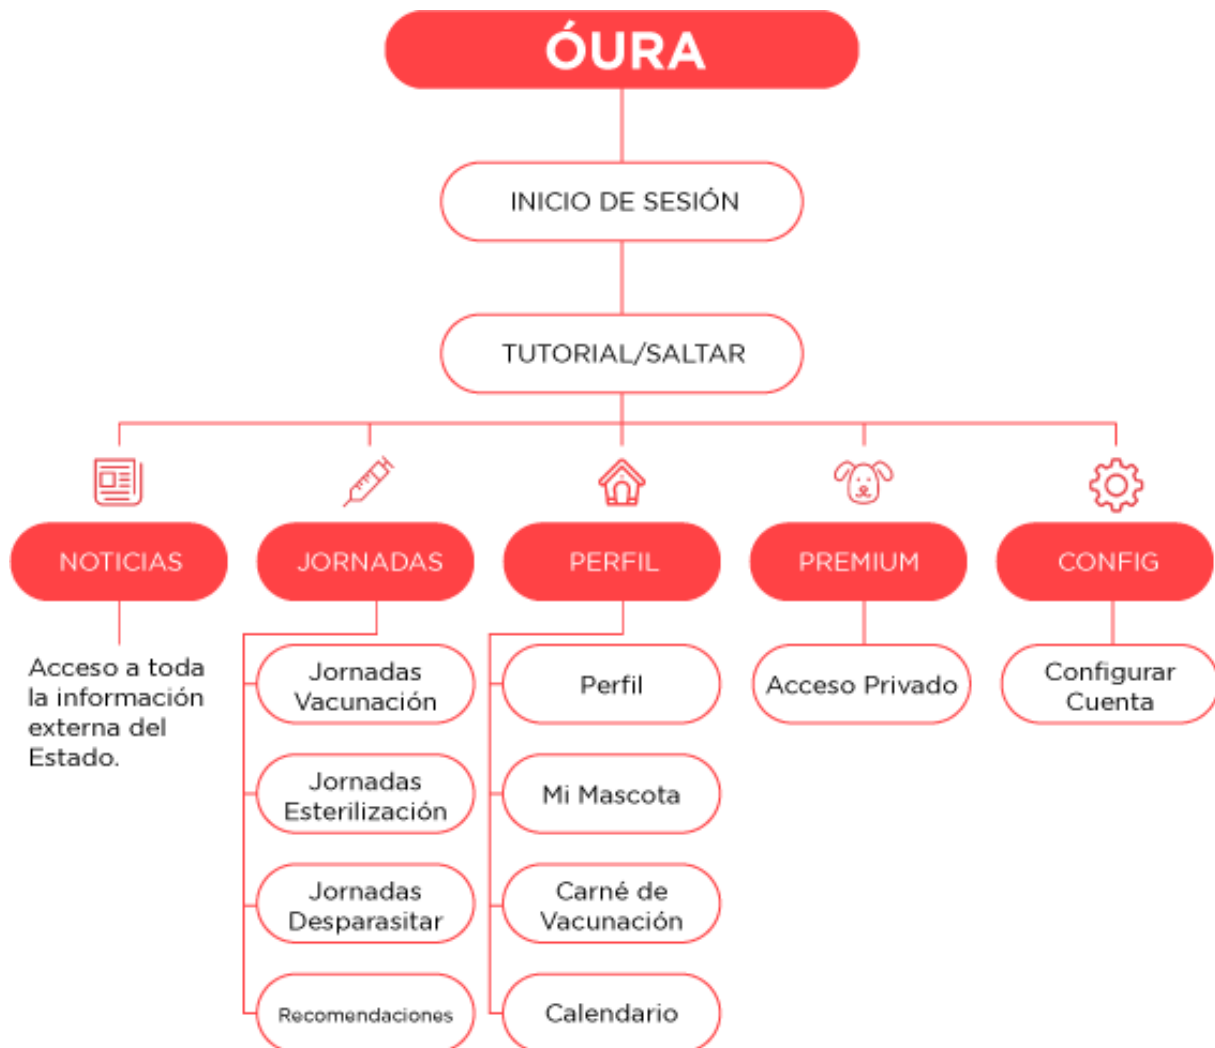 ÓURA
INICIO DE SESIÓN
TUTORIAL/SALTAR
NOTICIAS
JORNADAS
PERFIL
PREMIUM
CONFIG
Acceso a toda
la información
externa del
Estado.
Jornadas
Vacunación
Jornadas
Esterilización
Jornadas
Desparasitar
Recomendaciones
Perfil
Mi Mascota
Carné de
Vacunación
Calendario
Acceso Privado
Configurar
Cuenta